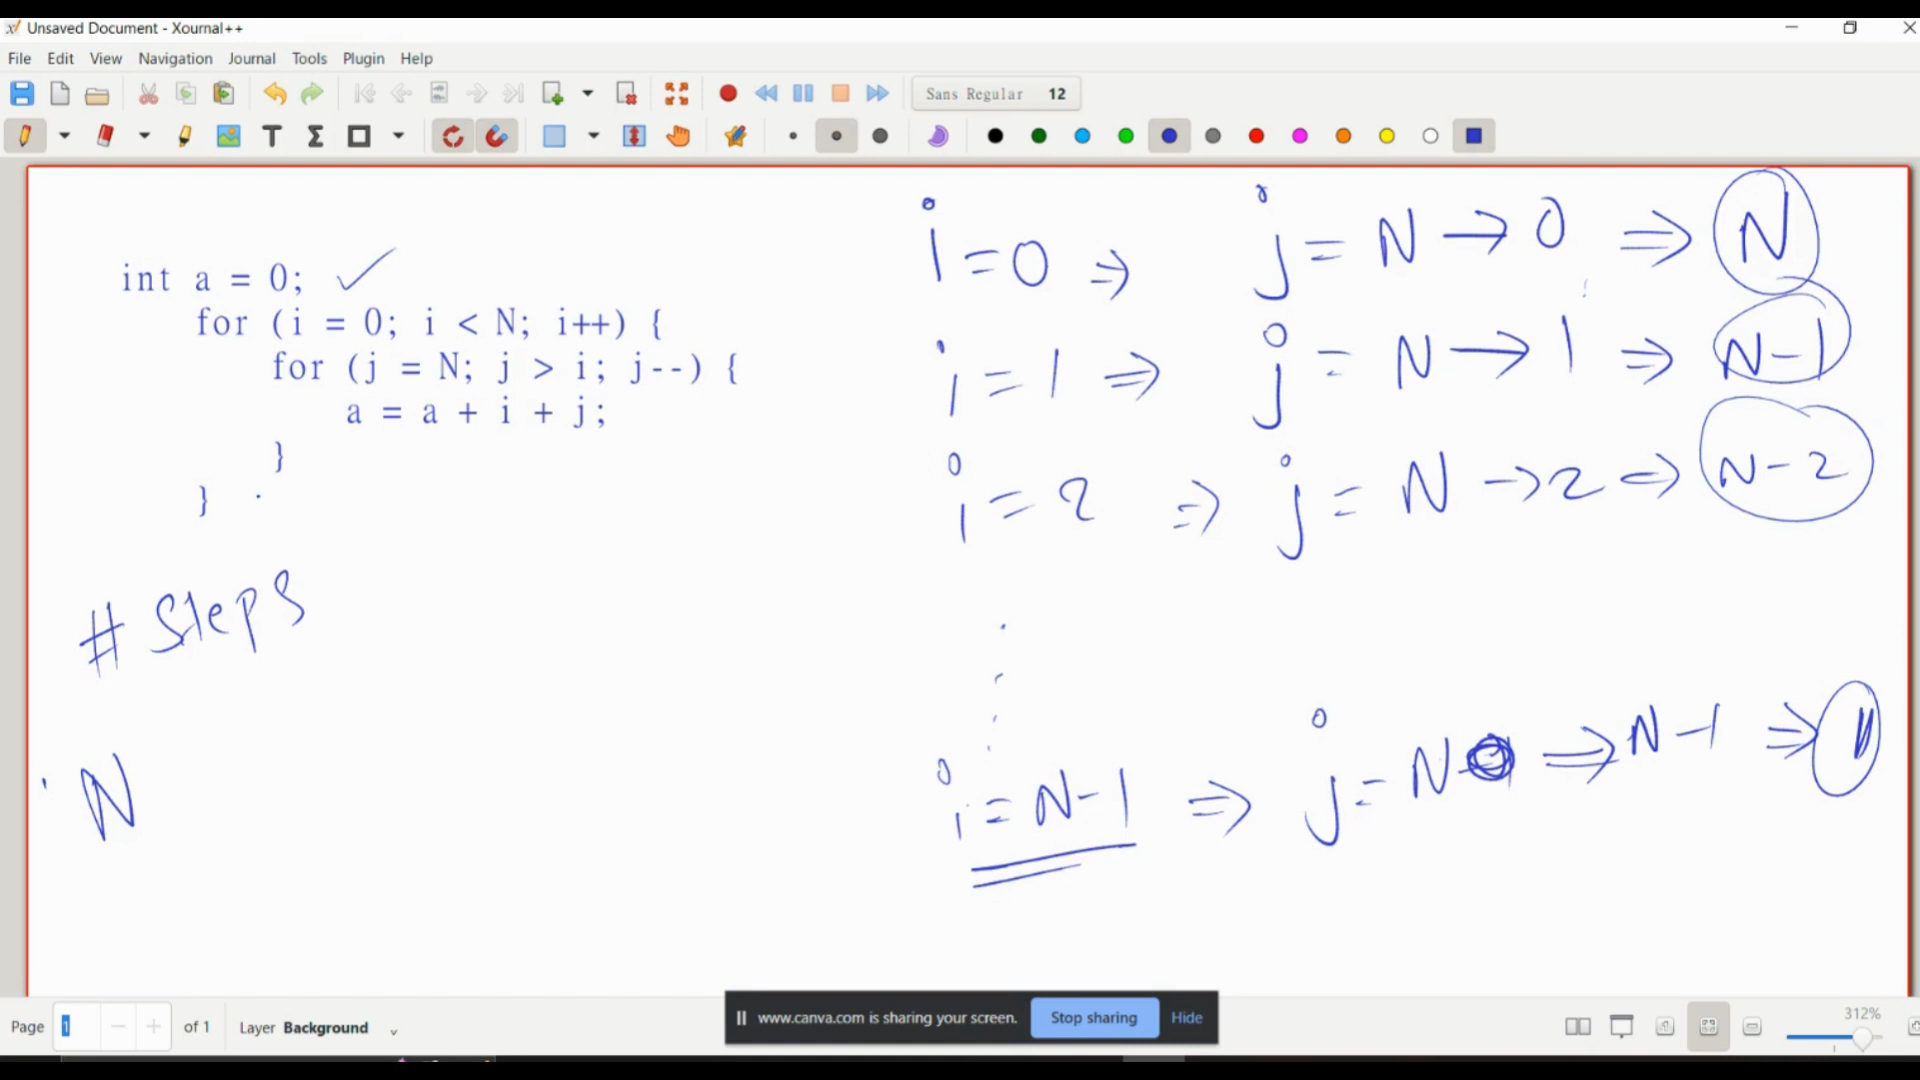 Unsaved Document - Xournal++
File Edit View Navigation Journal Tools Plugin Help
Sans Regular 12
int a = 0; ✓
for (i = 0; i < N; i++) {
for (j = N; j > i; j--) {
a = a + i + j;
}
}
# Steps
N
i = 0 ⇒ j = N → 0 ⇒ N
i = 1 ⇒ j = N → 1 ⇒ N-1
i = 2 ⇒ j = N → 2 ⇒ N-2
i = N-1 ⇒ j = N ⇒ N-1 ⇒ 1
Page 1 of 1 Layer Background
www.canva.com is sharing your screen. Stop sharing Hide
312%